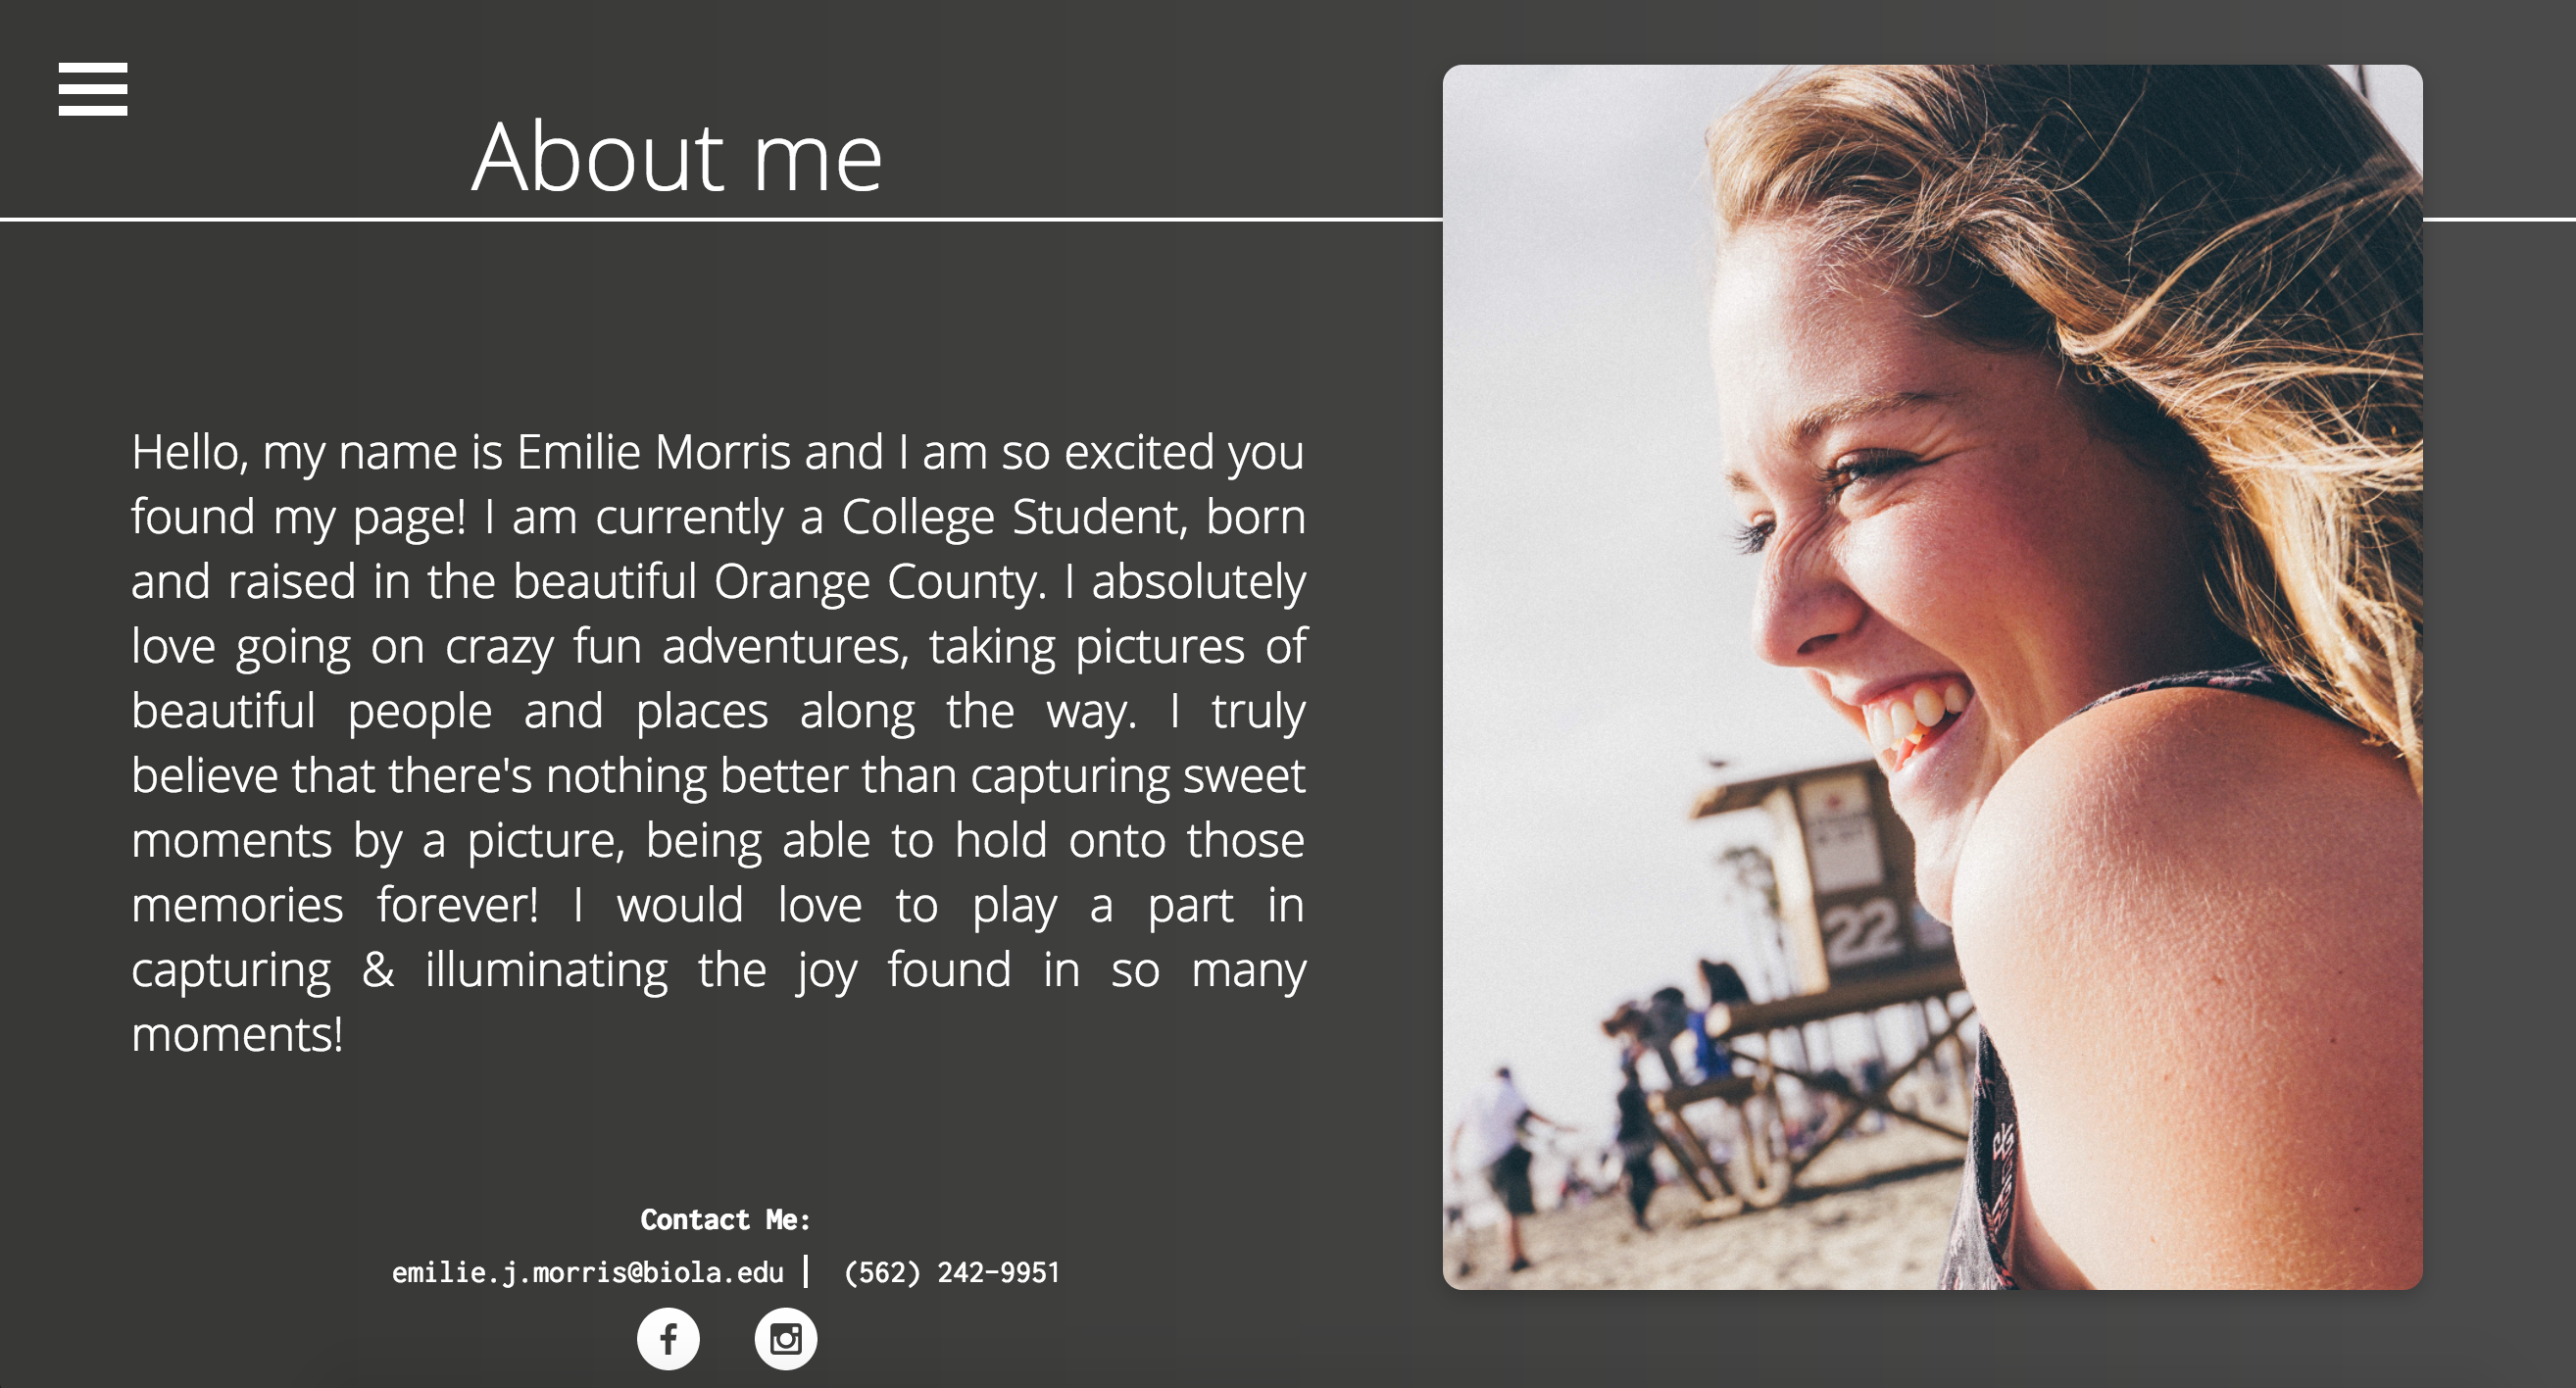 About me
Hello, my name is Emilie Morris and I am so excited you
found my page! I am currently a College Student, born
and raised in the beautiful Orange County. I absolutely
love going on crazy fun adventures, taking pictures of
beautiful people and places along the way. I truly
believe that there's nothing better than capturing sweet
moments by a picture, being able to hold onto those
memories forever! I would love to play a part in
capturing & illuminating the joy found in so many
moments!
Contact Me:
emilie.j.morris@biola.edu | (562) 242-9951
22